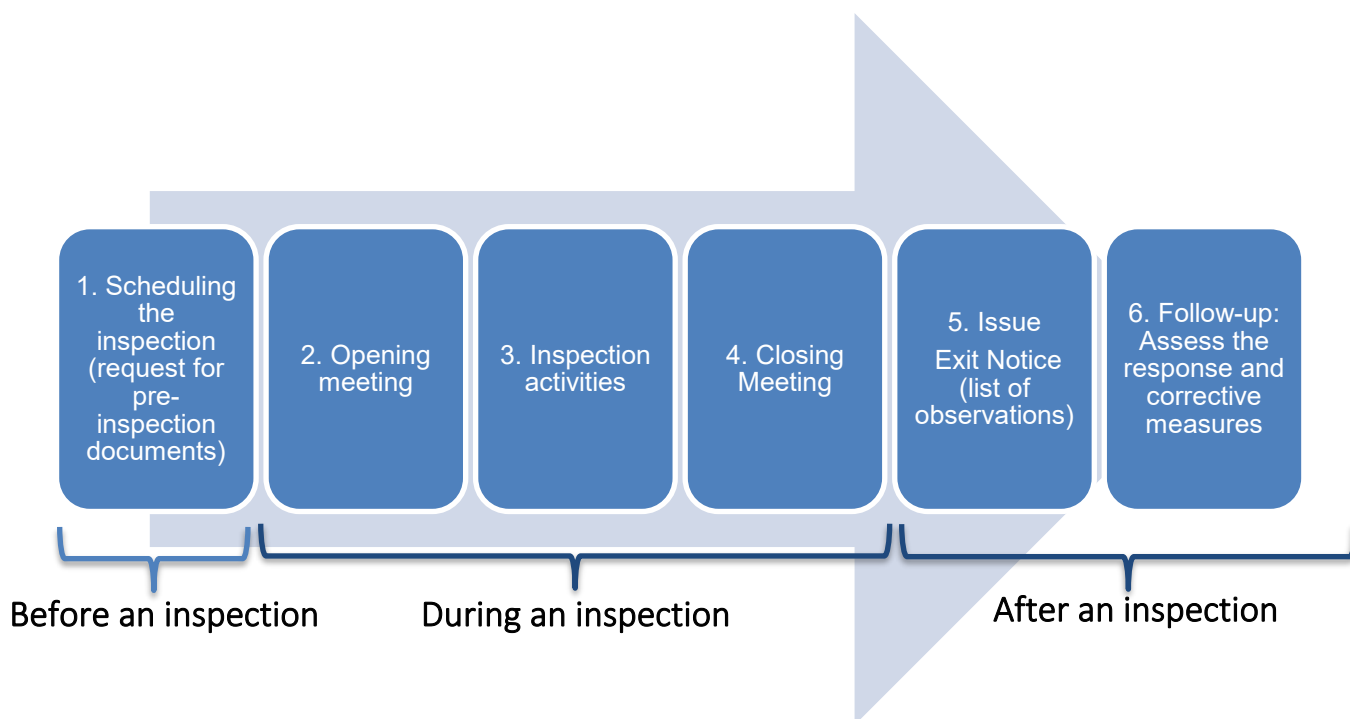 1. Scheduling
the
inspection
(request for
pre-
inspection
documents)
2. Opening
meeting
3. Inspection
activities
4. Closing
Meeting
5. Issue
Exit Notice
(list of
observations)
6. Follow-up:
Assess the
response and
corrective
measures
Before an inspection
During an inspection
After an inspection